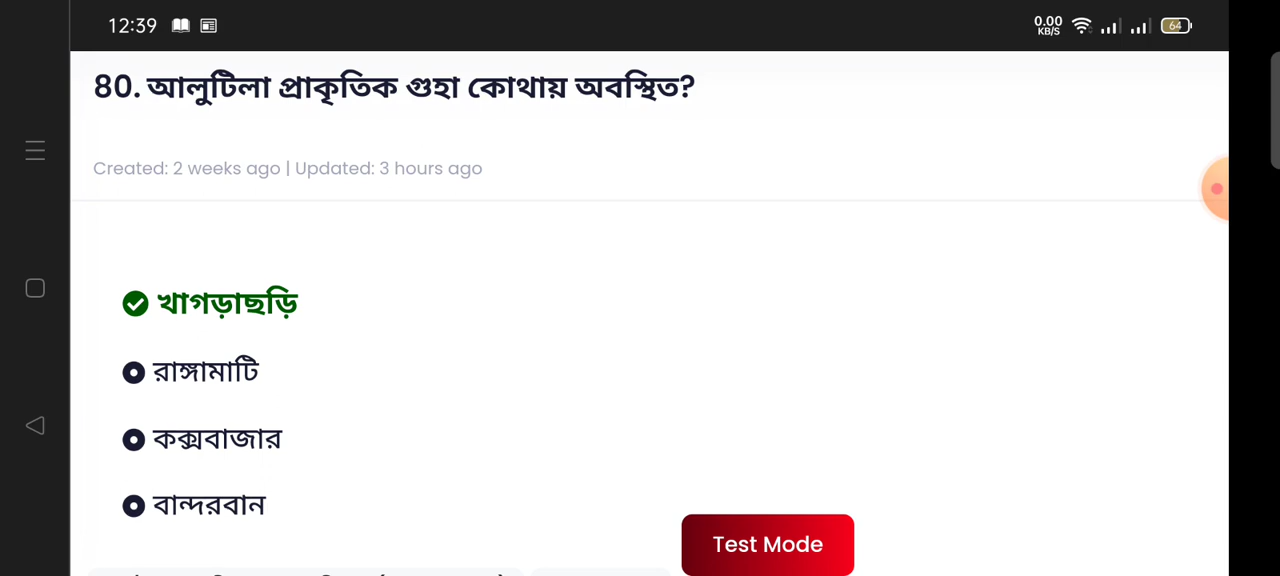 12:39
0.00 KB/S
64
80. আলুটিলা প্রাকৃতিক গুহা কোথায় অবস্থিত?
Created: 2 weeks ago | Updated: 3 hours ago
খাগড়াছড়ি
রাঙ্গামাটি
কক্সবাজার
বান্দরবান
Test Mode